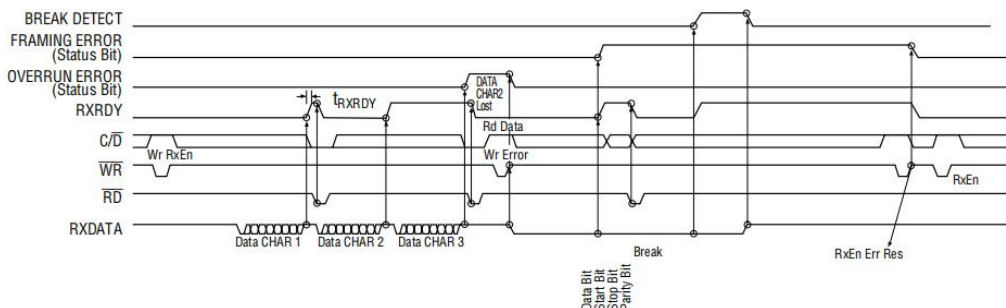 BREAK DETECT
FRAMING ERROR
(Status Bit)
OVERRUN ERROR
(Status Bit)
DATA
CHAR2
Lost
tRXRDY
RXRDY
Rd Data
C/D̅
Wr RxEn
Wr Error
W̅R̅
RxEn
R̅D̅
RXDATA
Data CHAR 1
Data CHAR 2
Data CHAR 3
Break
RxEn Err Res
Data Bit
Start Bit
Stop Bit
Parity Bit